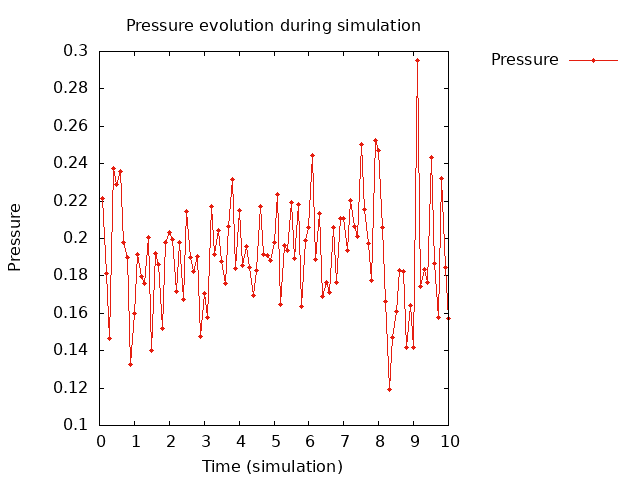 Pressure evolution during simulation
Pressure
0.3
0.28
0.26
0.24
0.22
0.2
0.18
0.16
0.14
0.12
0.1
Pressure
0 1 2 3 4 5 6 7 8 9 10
Time (simulation)